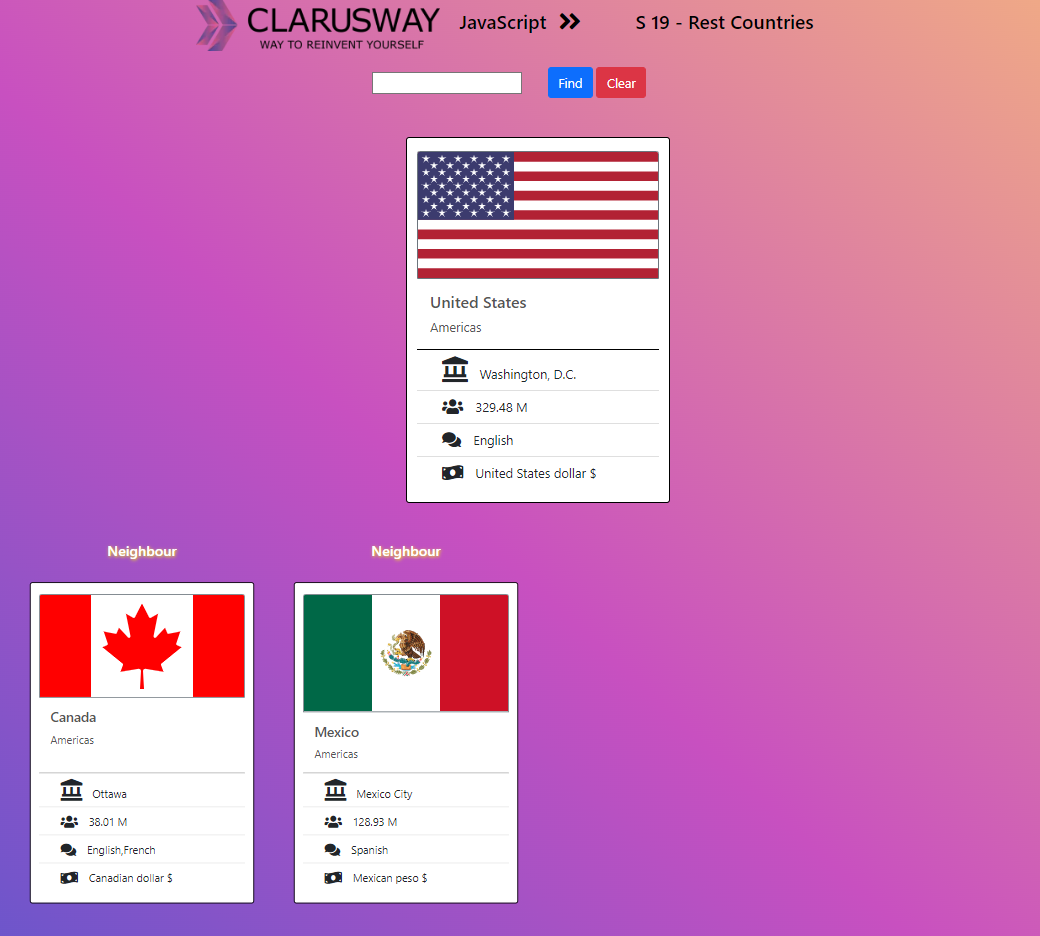 CLARUSWAY
WAY TO REINVENT YOURSELF
JavaScript
S 19 - Rest Countries
Find
Clear
United States
Americas
Washington, D.C.
329.48 M
English
United States dollar $
Neighbour
Canada
Americas
Ottawa
38.01 M
English,French
Canadian dollar $
Neighbour
Mexico
Americas
Mexico City
128.93 M
Spanish
Mexican peso $